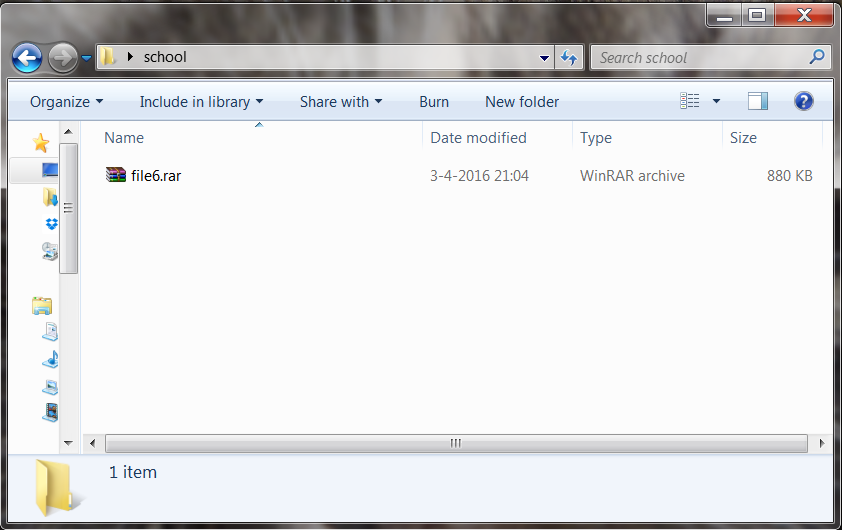 school
Search school
Organize Include in library Share with Burn New folder
Name Date modified Type Size
file6.rar 3-4-2016 21:04 WinRAR archive 880 KB
1 item